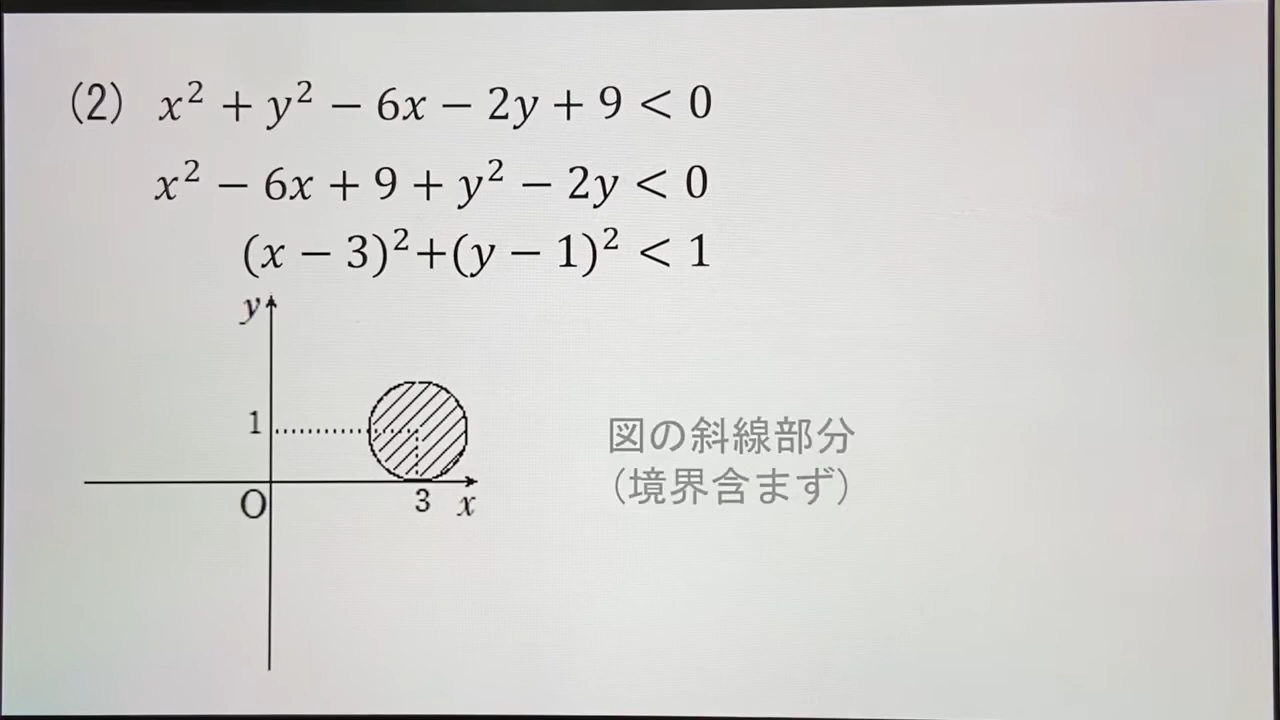 (2) x² + y² − 6x − 2y + 9 < 0
x² − 6x + 9 + y² − 2y < 0
(x − 3)²+(y − 1)² < 1
y
1
O
3
x
図の斜線部分
(境界含まず)